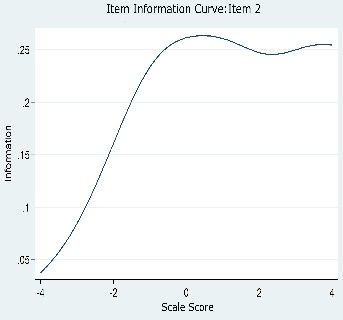 Item Information Curve:Item 2
Information
.25
.2
.15
.1
.05
-4 -2 0 2 4
Scale Score